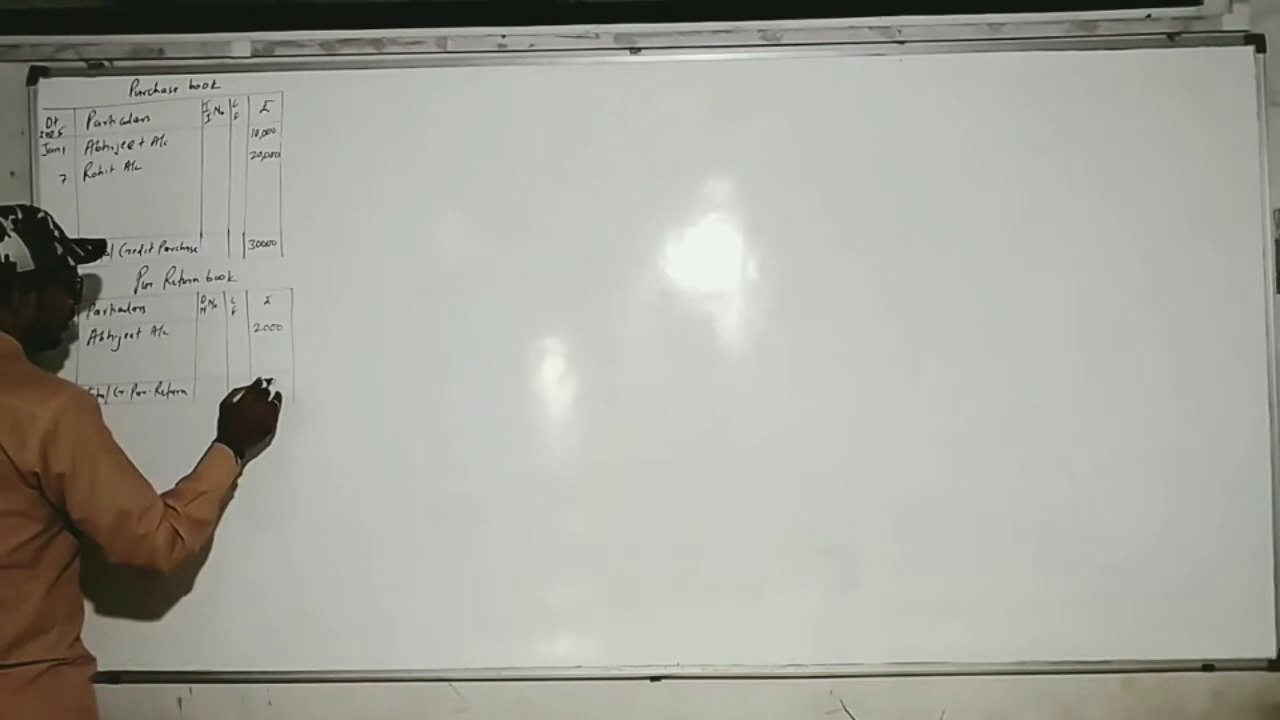 Purchase book
Dt Particulars I I No L F ₹
2025
Jan 1 Abhijeet A/c 10,000
7 Rohit A/c 20,000
Credit Purchase 30000
Pur Return book
Particulars D N No. L F ₹
Abhijeet A/c 2000
Cr. Pur. Return